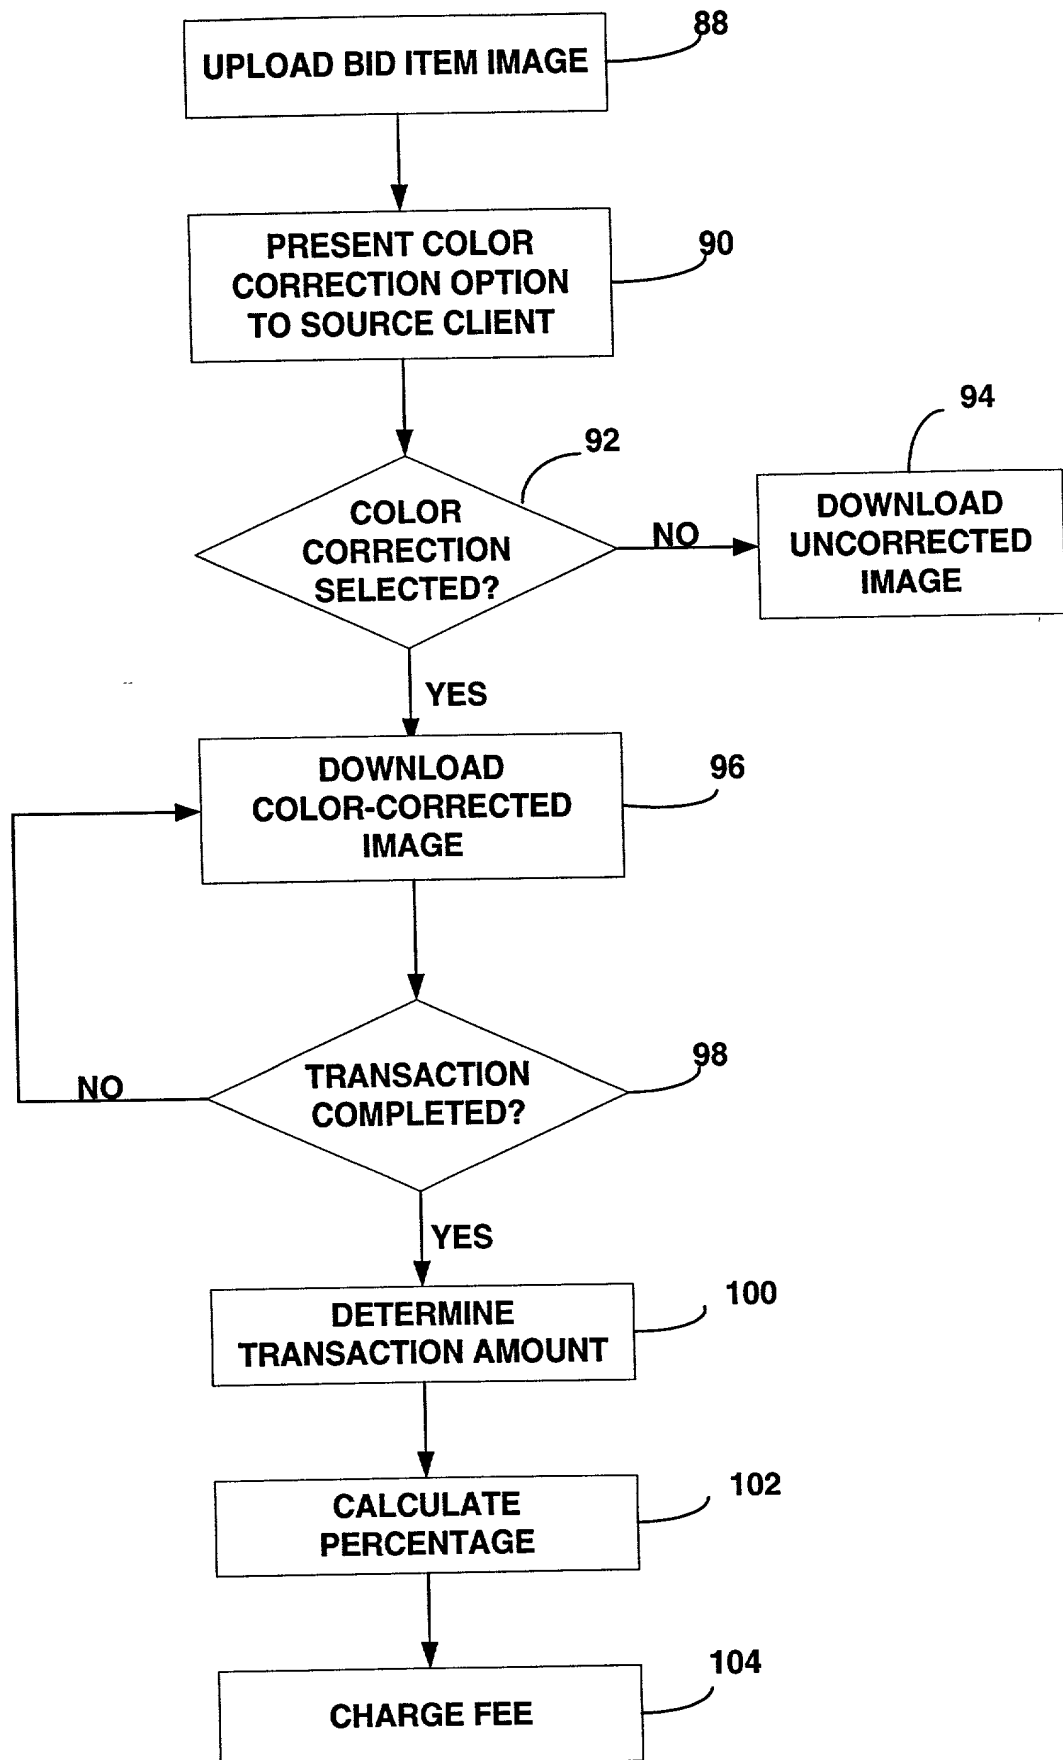 88
UPLOAD BID ITEM IMAGE
90
PRESENT COLOR
CORRECTION OPTION
TO SOURCE CLIENT
94
92
COLOR
CORRECTION
SELECTED?
NO
DOWNLOAD
UNCORRECTED
IMAGE
YES
96
DOWNLOAD
COLOR-CORRECTED
IMAGE
98
TRANSACTION
COMPLETED?
NO
YES
100
DETERMINE
TRANSACTION AMOUNT
102
CALCULATE
PERCENTAGE
104
CHARGE FEE